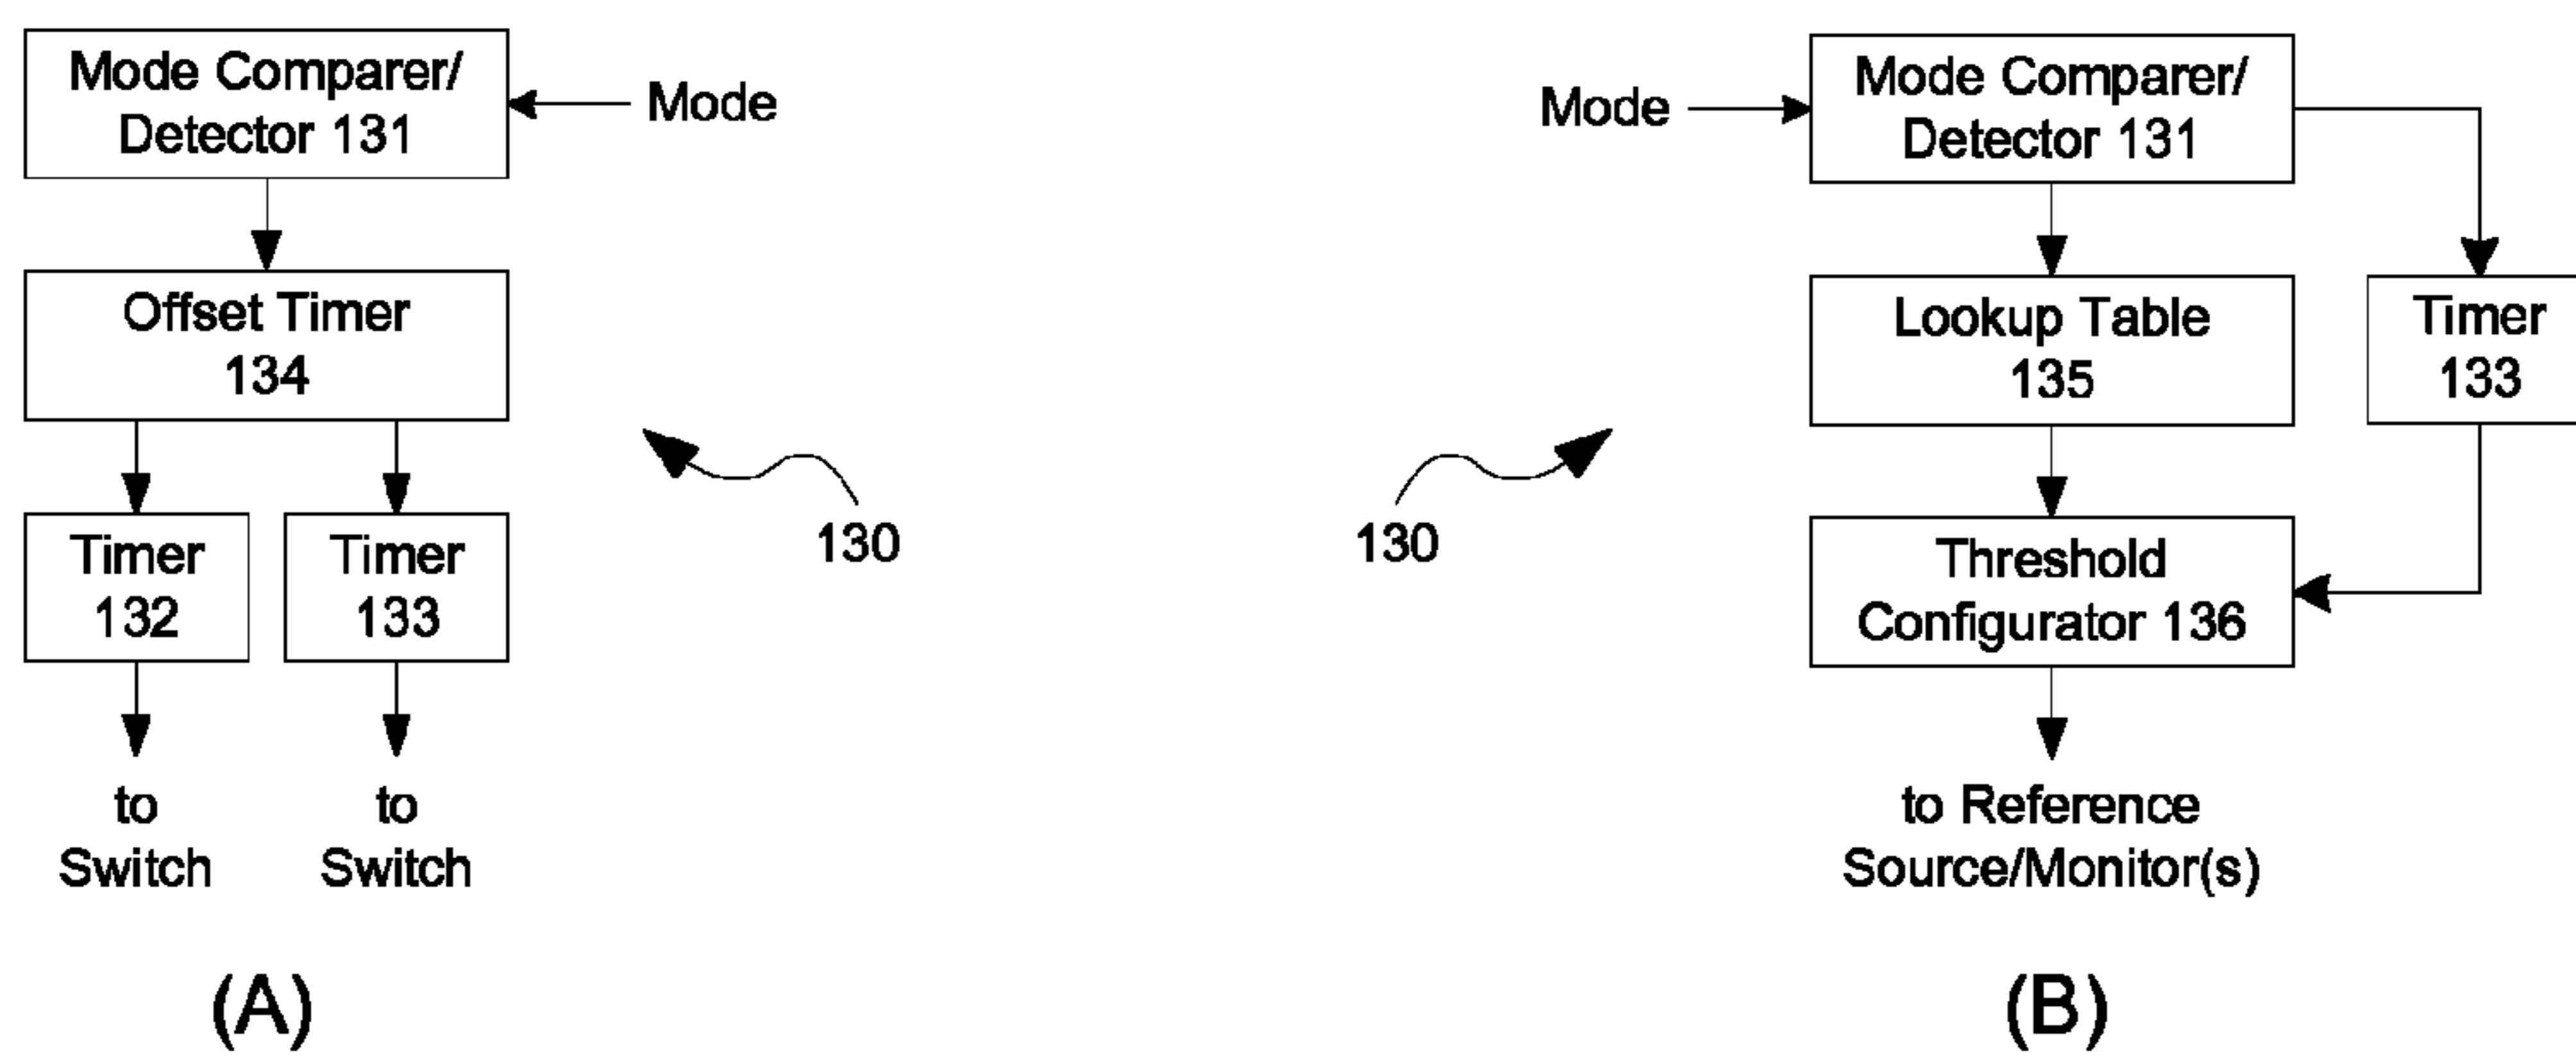 Mode Comparer/
Detector 131
Mode
Offset Timer
134
Timer
132
Timer
133
to
Switch
to
Switch
130
(A)
Mode
Mode Comparer/
Detector 131
Lookup Table
135
Timer
133
Threshold
Configurator 136
130
to Reference
Source/Monitor(s)
(B)